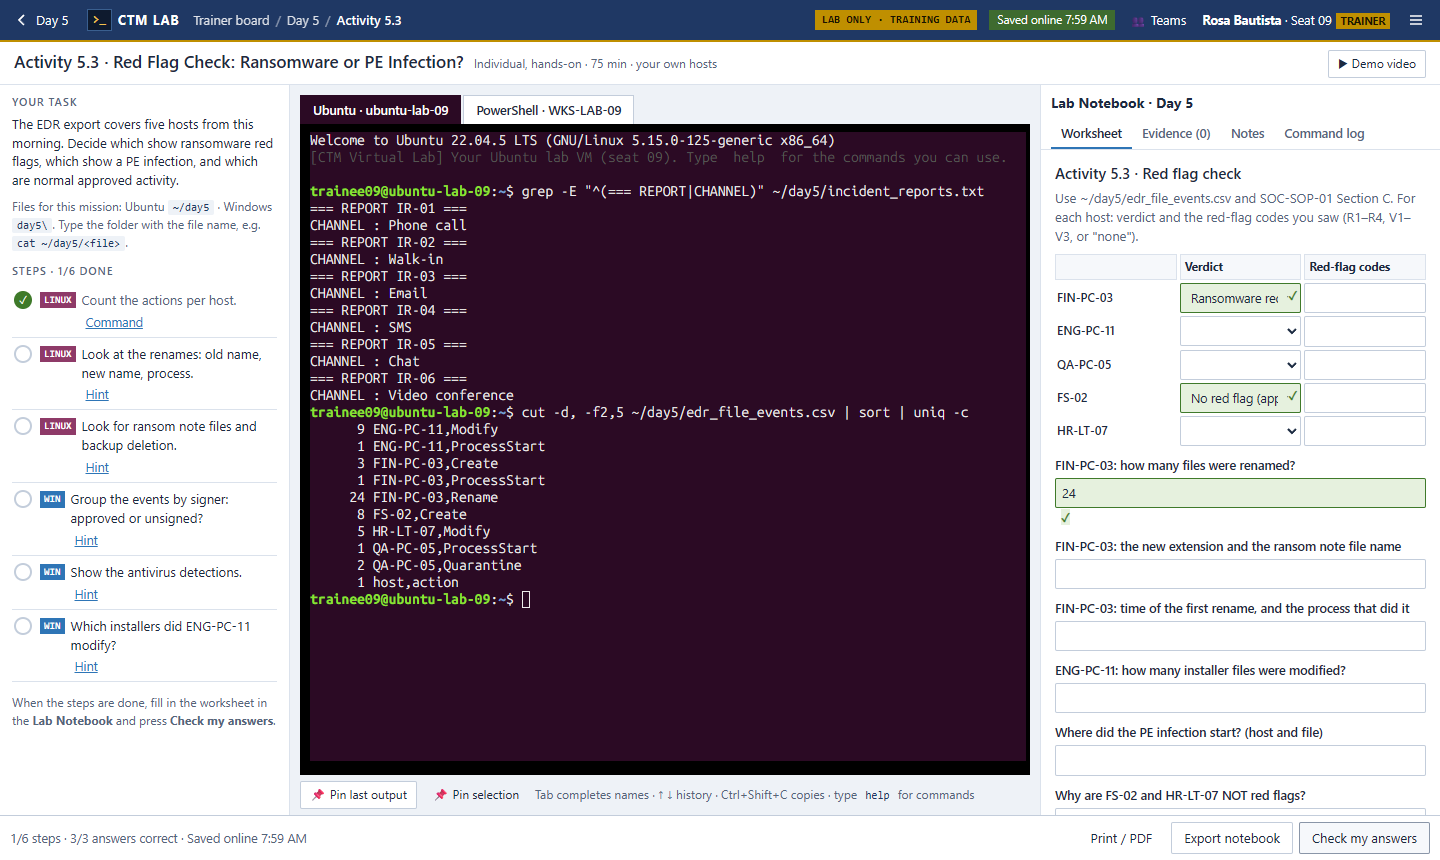 Day 5
>_ CTM LAB
Trainer board / Day 5 / Activity 5.3
LAB ONLY · TRAINING DATA
Saved online 7:59 AM
Teams
Rosa Bautista · Seat 09 TRAINER
Activity 5.3 · Red Flag Check: Ransomware or PE Infection?
Individual, hands-on · 75 min · your own hosts
▶ Demo video
YOUR TASK
The EDR export covers five hosts from this
morning. Decide which show ransomware red
flags, which show a PE infection, and which
are normal approved activity.
Files for this mission: Ubuntu ~/day5 · Windows
day5\. Type the folder with the file name, e.g.
cat ~/day5/<file>.
STEPS · 1/6 DONE
LINUX Count the actions per host.
Command
LINUX Look at the renames: old name,
new name, process.
Hint
LINUX Look for ransom note files and
backup deletion.
Hint
WIN Group the events by signer:
approved or unsigned?
Hint
WIN Show the antivirus detections.
Hint
WIN Which installers did ENG-PC-11
modify?
Hint
When the steps are done, fill in the worksheet in
the Lab Notebook and press Check my answers.
Ubuntu · ubuntu-lab-09
PowerShell · WKS-LAB-09
Welcome to Ubuntu 22.04.5 LTS (GNU/Linux 5.15.0-125-generic x86_64)
[CTM Virtual Lab] Your Ubuntu lab VM (seat 09). Type help for the commands you can use.
trainee09@ubuntu-lab-09:~$ grep -E "^(=== REPORT|CHANNEL)" ~/day5/incident_reports.txt
=== REPORT IR-01 ===
CHANNEL : Phone call
=== REPORT IR-02 ===
CHANNEL : Walk-in
=== REPORT IR-03 ===
CHANNEL : Email
=== REPORT IR-04 ===
CHANNEL : SMS
=== REPORT IR-05 ===
CHANNEL : Chat
=== REPORT IR-06 ===
CHANNEL : Video conference
trainee09@ubuntu-lab-09:~$ cut -d, -f2,5 ~/day5/edr_file_events.csv | sort | uniq -c
9 ENG-PC-11,Modify
1 ENG-PC-11,ProcessStart
3 FIN-PC-03,Create
1 FIN-PC-03,ProcessStart
24 FIN-PC-03,Rename
8 FS-02,Create
5 HR-LT-07,Modify
1 QA-PC-05,ProcessStart
2 QA-PC-05,Quarantine
1 host,action
trainee09@ubuntu-lab-09:~$
Pin last output
Pin selection
Tab completes names · ↑↓ history · Ctrl+Shift+C copies · type help for commands
Lab Notebook · Day 5
Worksheet
Evidence (0)
Notes
Command log
Activity 5.3 · Red flag check
Use ~/day5/edr_file_events.csv and SOC-SOP-01 Section C. For
each host: verdict and the red-flag codes you saw (R1–R4, V1–
V3, or "none").
Verdict
Red-flag codes
FIN-PC-03
Ransomware rec
ENG-PC-11
QA-PC-05
FS-02
No red flag (app
HR-LT-07
FIN-PC-03: how many files were renamed?
24
✓
FIN-PC-03: the new extension and the ransom note file name
FIN-PC-03: time of the first rename, and the process that did it
ENG-PC-11: how many installer files were modified?
Where did the PE infection start? (host and file)
Why are FS-02 and HR-LT-07 NOT red flags?
1/6 steps · 3/3 answers correct · Saved online 7:59 AM
Print / PDF
Export notebook
Check my answers